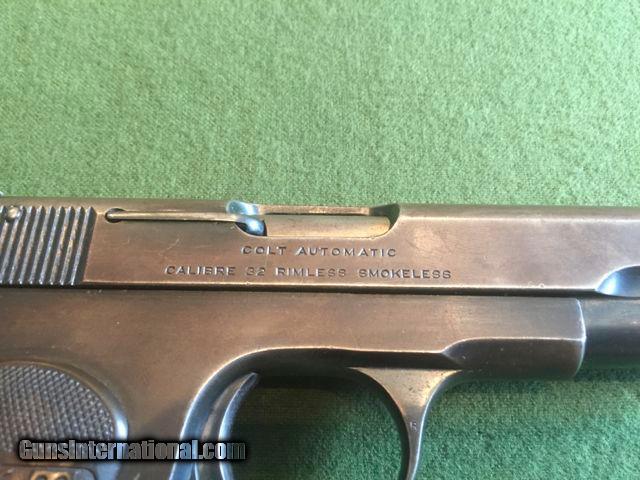 COLT AUTOMATIC
CALIBRE 32 RIMLESS SMOKELESS
GunsInternational.com